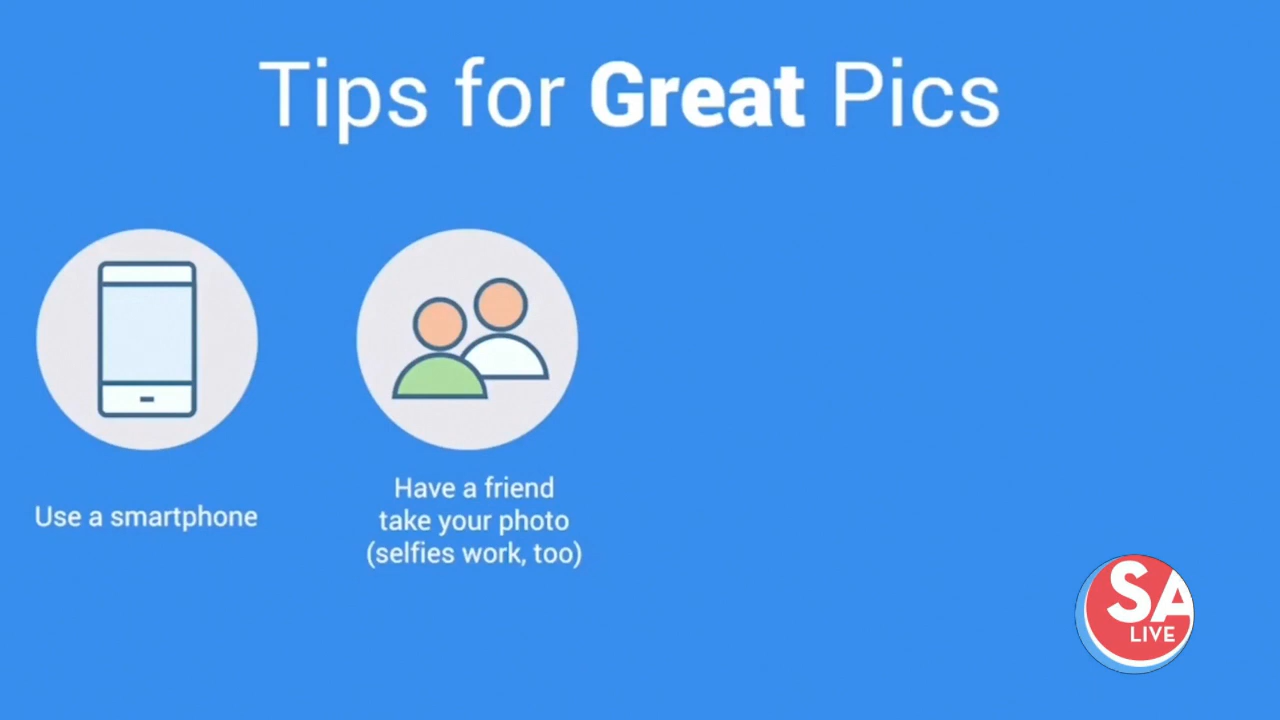 Tips for Great Pics
Use a smartphone
Have a friend
take your photo
(selfies work, too)
SA
LIVE